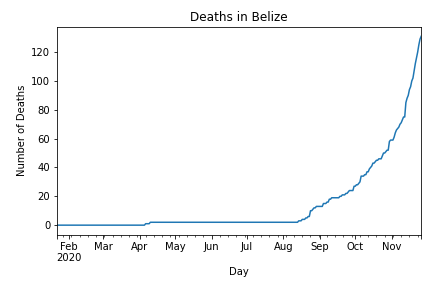 Deaths in Belize
Number of Deaths
120
100
80
60
40
20
0
Feb Mar Apr May Jun Jul Aug Sep Oct Nov
2020
Day